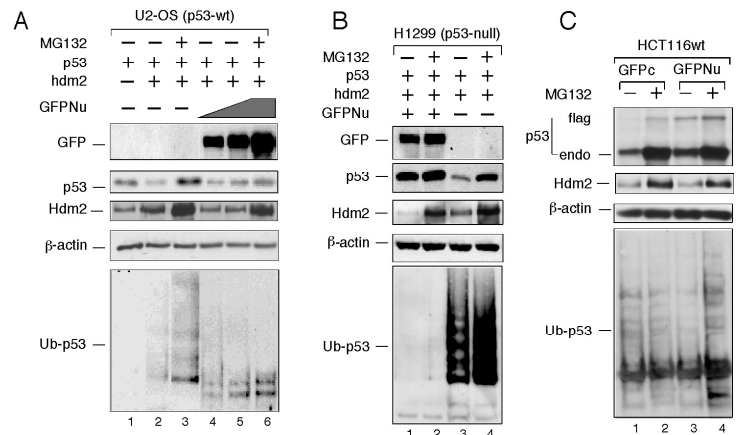 A
U2-OS (p53-wt)
MG132 – – + – – +
p53 + + + + + +
hdm2 – + + + + +
GFPNu – – –
GFP
p53
Hdm2
β-actin
Ub-p53
1 2 3 4 5 6
B
H1299 (p53-null)
MG132 – + – +
p53 + + + +
hdm2 + + + +
GFPNu + + – –
GFP
p53
Hdm2
β-actin
Ub-p53
1 2 3 4
C
HCT116wt
GFPc GFPNu
MG132 – + – +
flag
p53
endo
Hdm2
β-actin
Ub-p53
1 2 3 4